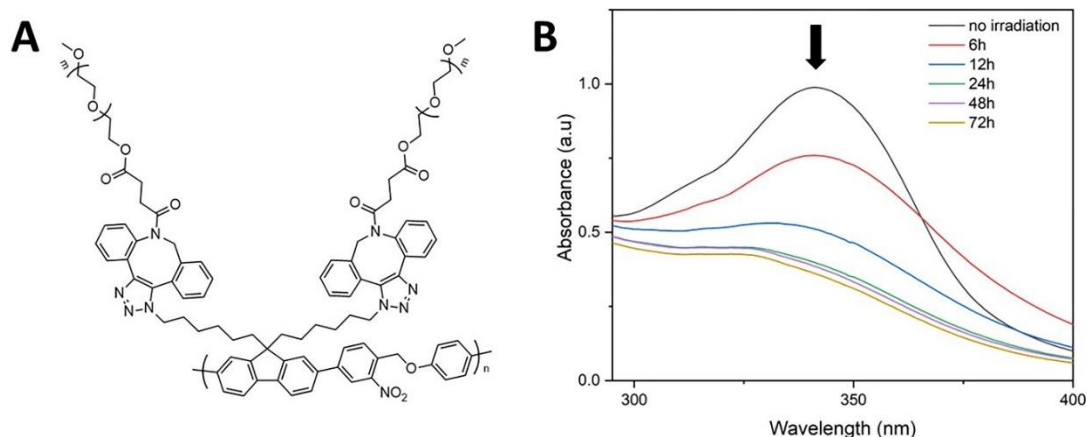 A
O
m
O
O
m
O
O
O
O
O
O
O
N
N
N
N
N
N
N
N
O
NO₂
n
B
no irradiation
6h
12h
24h
48h
72h
1.0
0.5
0.0
300
350
400
Absorbance (a.u)
Wavelength (nm)